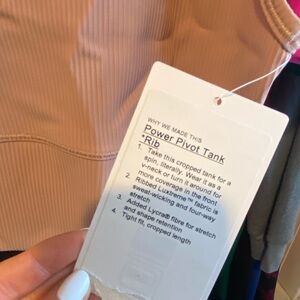 WHY WE MADE THIS
Power Pivot Tank
*Rib
1. Take this cropped tank for a
spin, literally. Wear it as a
v-neck or turn it around for
more coverage in the front
2. Ribbed Luxtreme™ fabric is
sweat-wicking and four-way
stretch
3. Added Lycra® fibre for stretch
and shape retention
4. Tight fit, cropped length